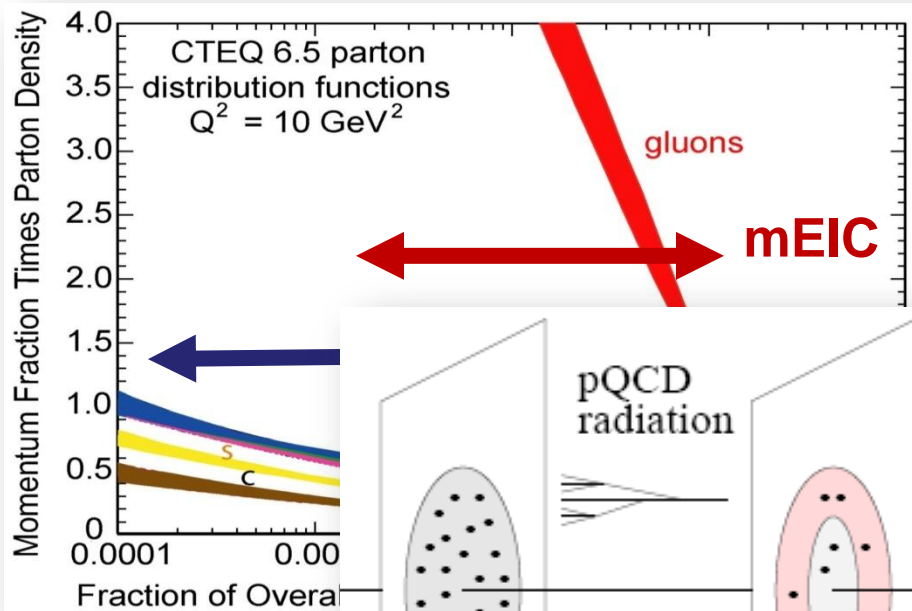 Momentum Fraction Times Parton Density
4.0
3.5
3.0
2.5
2.0
1.5
1.0
0.5
0
CTEQ 6.5 parton
distribution functions
Q² = 10 GeV²
gluons
mEIC
pQCD
radiation
s
c
0.0001
Fraction of